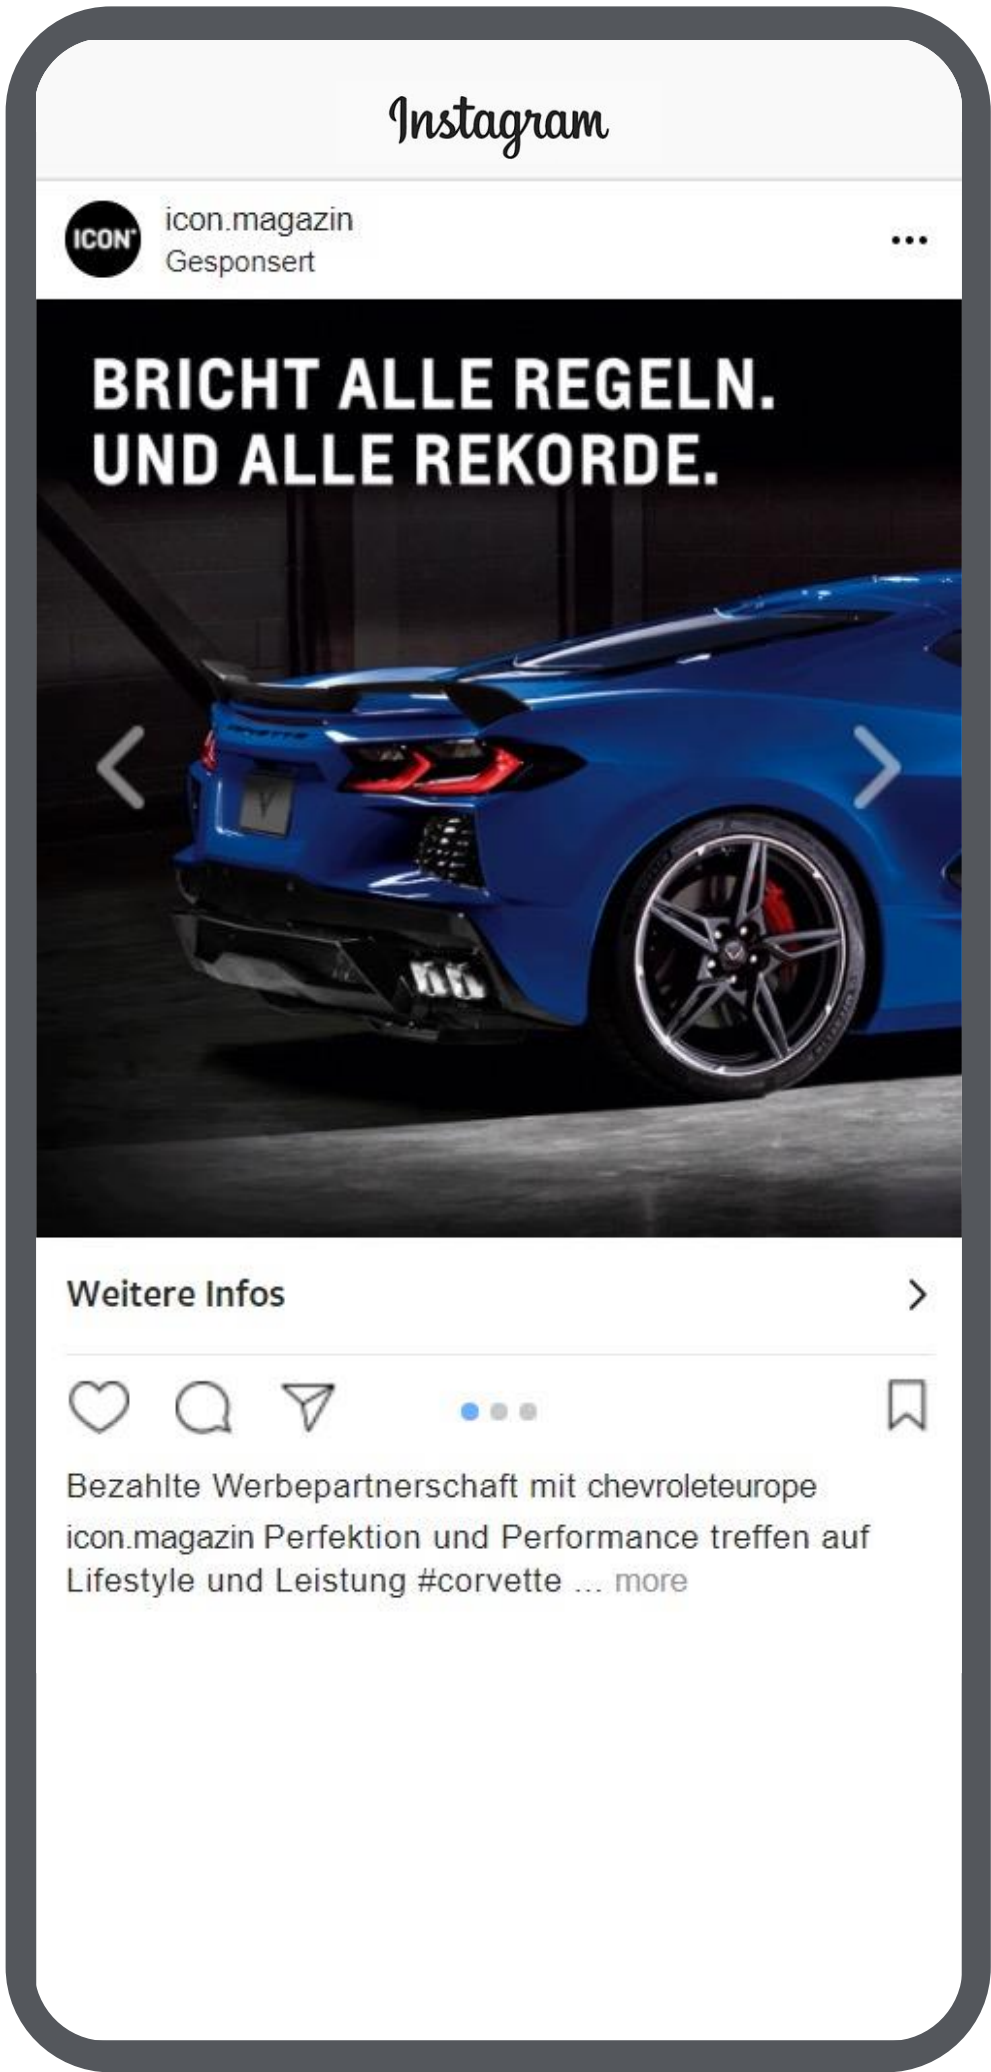 Instagram
ICON
icon.magazin
Gesponsert
BRICHT ALLE REGELN.
UND ALLE REKORDE.
CORVETTE
Weitere Infos
Bezahlte Werbepartnerschaft mit chevroleteurope
icon.magazin Perfektion und Performance treffen auf
Lifestyle und Leistung #corvette ... more